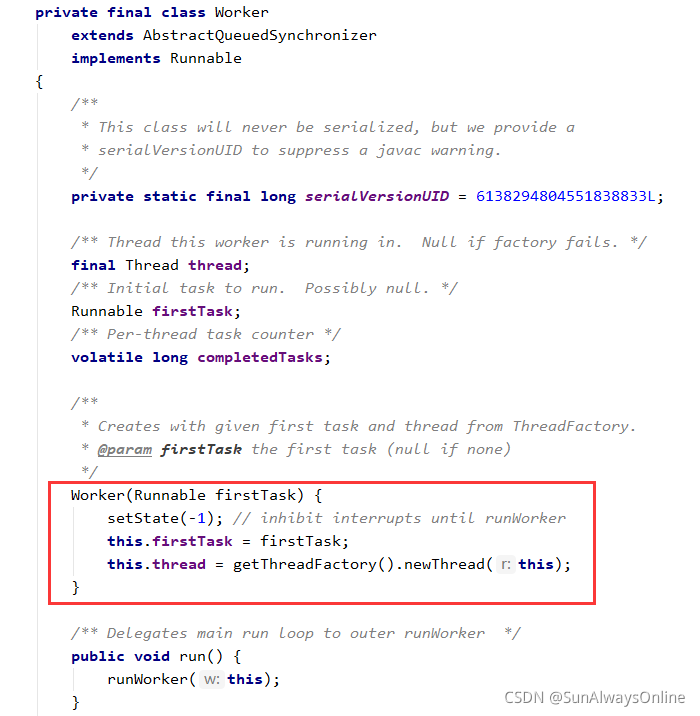 private final class Worker
extends AbstractQueuedSynchronizer
implements Runnable
{
/**
* This class will never be serialized, but we provide a
* serialVersionUID to suppress a javac warning.
*/
private static final long serialVersionUID = 6138294804551838833L;
/** Thread this worker is running in.  Null if factory fails. */
final Thread thread;
/** Initial task to run.  Possibly null. */
Runnable firstTask;
/** Per-thread task counter */
volatile long completedTasks;
/**
* Creates with given first task and thread from ThreadFactory.
* @param firstTask the first task (null if none)
*/
Worker(Runnable firstTask) {
setState(-1); // inhibit interrupts until runWorker
this.firstTask = firstTask;
this.thread = getThreadFactory().newThread( r: this);
}
/** Delegates main run loop to outer runWorker  */
public void run() {
runWorker( w: this);
}
CSDN @SunAlwaysOnline